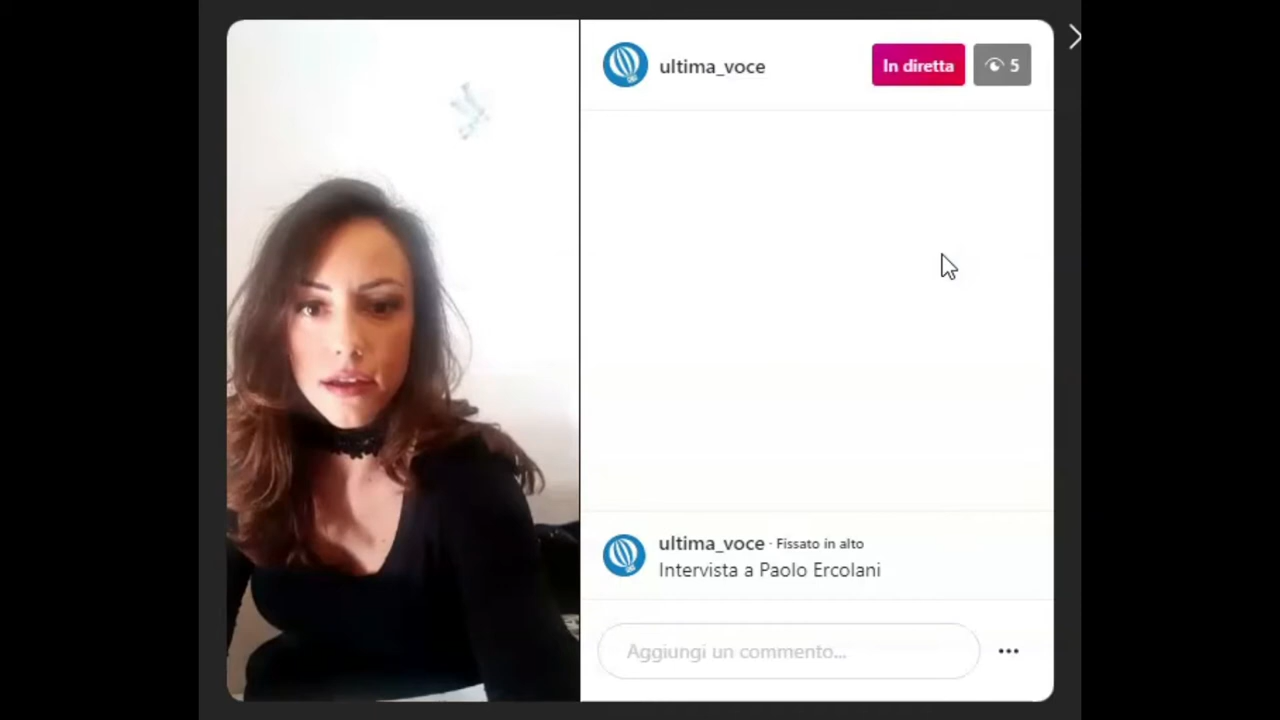 ultima_voce
In diretta
5
ultima_voce · Fissato in alto
Intervista a Paolo Ercolani
Aggiungi un commento...